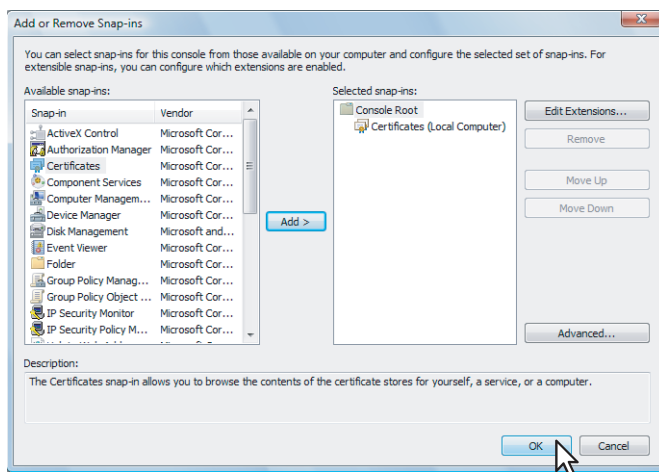 Add or Remove Snap-ins
You can select snap-ins for this console from those available on your computer and configure the selected set of snap-ins. For
extensible snap-ins, you can configure which extensions are enabled.
Available snap-ins:
Selected snap-ins:
Snap-in Vendor
ActiveX Control Microsoft Cor...
Authorization Manager Microsoft Cor...
Certificates Microsoft Cor...
Component Services Microsoft Cor...
Computer Managem... Microsoft Cor...
Device Manager Microsoft Cor...
Disk Management Microsoft and...
Event Viewer Microsoft Cor...
Folder Microsoft Cor...
Group Policy Manag... Microsoft Cor...
Group Policy Object ... Microsoft Cor...
IP Security Monitor Microsoft Cor...
IP Security Policy M... Microsoft Cor...
Add >
Console Root
Certificates (Local Computer)
Edit Extensions...
Remove
Move Up
Move Down
Advanced...
Description:
The Certificates snap-in allows you to browse the contents of the certificate stores for yourself, a service, or a computer.
OK
Cancel